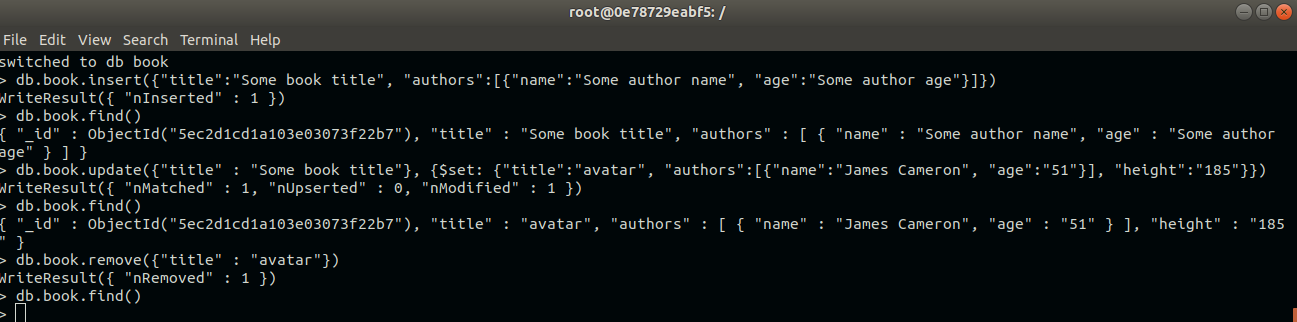 root@0e78729eabf5: /
File Edit View Search Terminal Help
switched to db book
> db.book.insert({"title":"Some book title", "authors":[{"name":"Some author name", "age":"Some author age"}]})
WriteResult({ "nInserted" : 1 })
> db.book.find()
{ "_id" : ObjectId("5ec2d1cd1a103e03073f22b7"), "title" : "Some book title", "authors" : [ { "name" : "Some author name", "age" : "Some author
age" } ] }
> db.book.update({"title" : "Some book title"}, {$set: {"title":"avatar", "authors":[{"name":"James Cameron", "age":"51"}], "height":"185"}})
WriteResult({ "nMatched" : 1, "nUpserted" : 0, "nModified" : 1 })
> db.book.find()
{ "_id" : ObjectId("5ec2d1cd1a103e03073f22b7"), "title" : "avatar", "authors" : [ { "name" : "James Cameron", "age" : "51" } ], "height" : "185
" }
> db.book.remove({"title" : "avatar"})
WriteResult({ "nRemoved" : 1 })
> db.book.find()
>